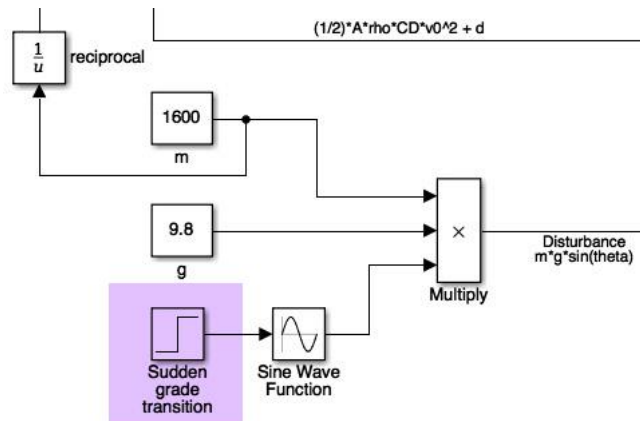 (1/2)*A*rho*CD*v0^2 + d
1
u
reciprocal
1600
m
9.8
g
×
Multiply
Disturbance
m*g*sin(theta)
Sudden
grade
transition
Sine Wave
Function